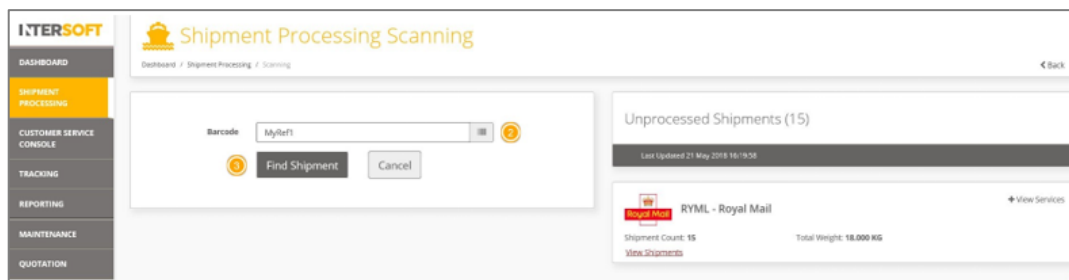 INTERSOFT
DASHBOARD
SHIPMENT
PROCESSING
CUSTOMER SERVICE
CONSOLE
TRACKING
REPORTING
MAINTENANCE
QUOTATION
Shipment Processing Scanning
Dashboard / Shipment Processing / Scanning
Back
Barcode
MyRef1
2
3
Find Shipment
Cancel
Unprocessed Shipments (15)
Last Updated 21 May 2018 16:19:58
Royal Mail
RYML - Royal Mail
+ View Services
Shipment Count: 15
Total Weight: 18.000 KG
View Shipments